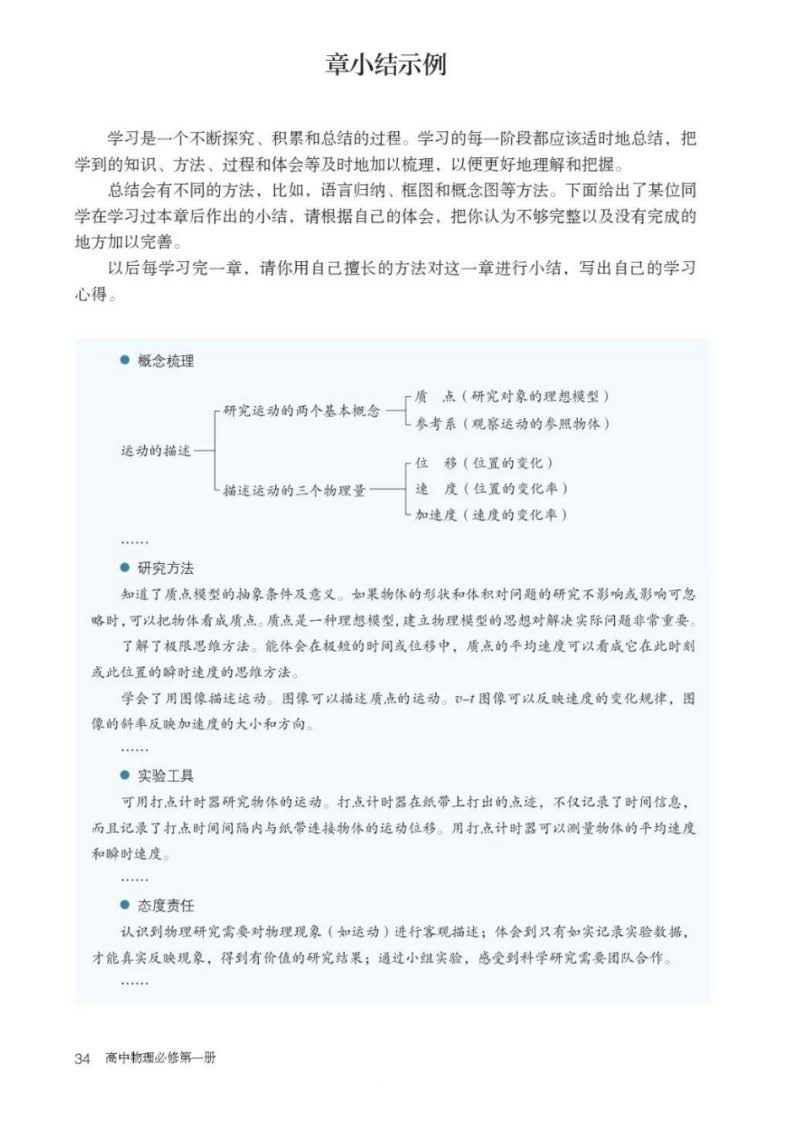 章小结示例
学习是一个不断探究、积累和总结的过程。学习的每一阶段都应该适时地总结，把
学到的知识、方法、过程和体会等及时地加以梳理，以便更好地理解和把握。
总结会有不同的方法，比如，语言归纳、框图和概念图等方法。下面给出了某位同
学在学习过本章后作出的小结，请根据自己的体会，把你认为不够完整以及没有完成的
地方加以完善。
以后每学习完一章，请你用自己擅长的方法对这一章进行小结，写出自己的学习
心得。
● 概念梳理
运动的描述
研究运动的两个基本概念
质 点（研究对象的理想模型）
参考系（观察运动的参照物体）
描述运动的三个物理量
位 移（位置的变化）
速 度（位置的变化率）
加速度（速度的变化率）
……
● 研究方法
知道了质点模型的抽象条件及意义。如果物体的形状和体积对问题的研究不影响或影响可忽
略时，可以把物体看成质点。质点是一种理想模型，建立物理模型的思想对解决实际问题非常重要。
了解了极限思维方法。能体会在极短的时间或位移中，质点的平均速度可以看成它在此时刻
或此位置的瞬时速度的思维方法。
学会了用图像描述运动。图像可以描述质点的运动。v–t 图像可以反映速度的变化规律，图
像的斜率反映加速度的大小和方向。
……
● 实验工具
可用打点计时器研究物体的运动。打点计时器在纸带上打出的点迹，不仅记录了时间信息，
而且记录了打点时间间隔内与纸带连接物体的运动位移。用打点计时器可以测量物体的平均速度
和瞬时速度。
……
● 态度责任
认识到物理研究需要对物理现象（如运动）进行客观描述；体会到只有如实记录实验数据，
才能真实反映现象，得到有价值的研究结果；通过小组实验，感受到科学研究需要团队合作。
……
34 高中物理必修第一册